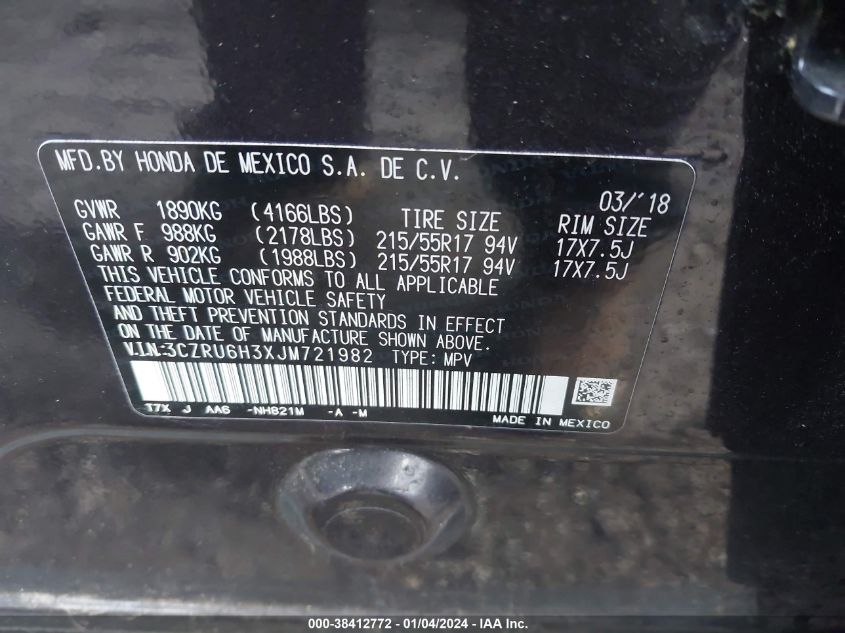 MFD.BY HONDA DE MEXICO S.A. DE C.V.
03/'18
GVWR 1890KG (4166LBS) TIRE SIZE RIM SIZE
GAWR F 988KG (2178LBS) 215/55R17 94V 17X7.5J
GAWR R 902KG (1988LBS) 215/55R17 94V 17X7.5J
THIS VEHICLE CONFORMS TO ALL APPLICABLE
FEDERAL MOTOR VEHICLE SAFETY
AND THEFT PREVENTION STANDARDS IN EFFECT
ON THE DATE OF MANUFACTURE SHOWN ABOVE.
V.I.N:3CZRU6H3XJM721982 TYPE: MPV
T7X J AA6 -NH821M -A -M
MADE IN MEXICO
000-38412772 - 01/04/2024 - IAA Inc.